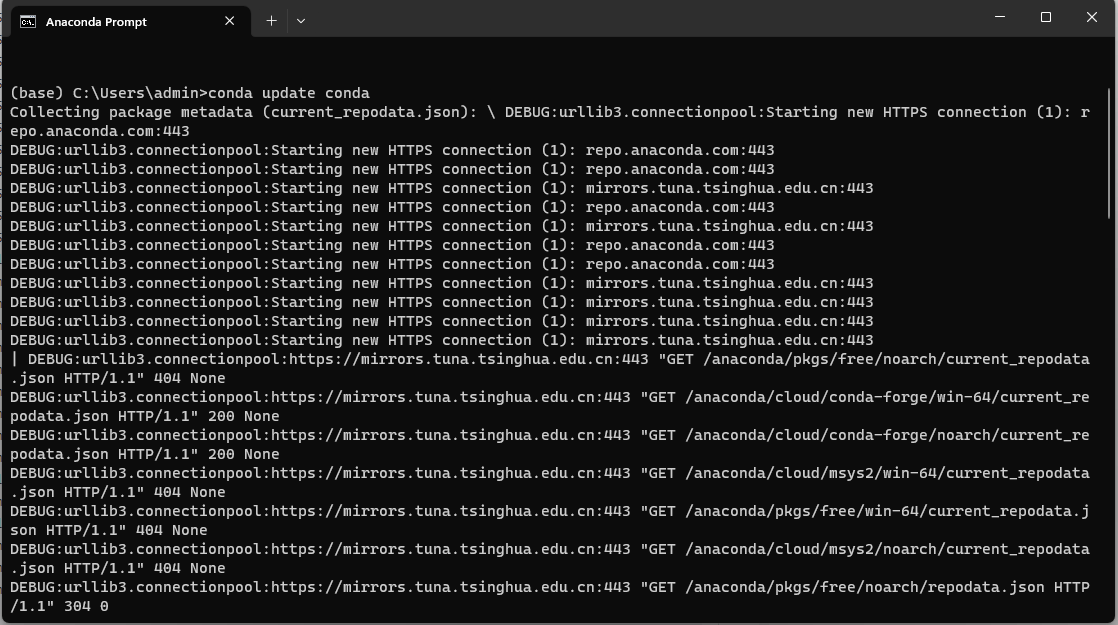 Anaconda Prompt
(base) C:\Users\admin>conda update conda
Collecting package metadata (current_repodata.json): \ DEBUG:urllib3.connectionpool:Starting new HTTPS connection (1): r
epo.anaconda.com:443
DEBUG:urllib3.connectionpool:Starting new HTTPS connection (1): repo.anaconda.com:443
DEBUG:urllib3.connectionpool:Starting new HTTPS connection (1): repo.anaconda.com:443
DEBUG:urllib3.connectionpool:Starting new HTTPS connection (1): mirrors.tuna.tsinghua.edu.cn:443
DEBUG:urllib3.connectionpool:Starting new HTTPS connection (1): repo.anaconda.com:443
DEBUG:urllib3.connectionpool:Starting new HTTPS connection (1): mirrors.tuna.tsinghua.edu.cn:443
DEBUG:urllib3.connectionpool:Starting new HTTPS connection (1): repo.anaconda.com:443
DEBUG:urllib3.connectionpool:Starting new HTTPS connection (1): repo.anaconda.com:443
DEBUG:urllib3.connectionpool:Starting new HTTPS connection (1): mirrors.tuna.tsinghua.edu.cn:443
DEBUG:urllib3.connectionpool:Starting new HTTPS connection (1): mirrors.tuna.tsinghua.edu.cn:443
DEBUG:urllib3.connectionpool:Starting new HTTPS connection (1): mirrors.tuna.tsinghua.edu.cn:443
DEBUG:urllib3.connectionpool:Starting new HTTPS connection (1): mirrors.tuna.tsinghua.edu.cn:443
| DEBUG:urllib3.connectionpool:https://mirrors.tuna.tsinghua.edu.cn:443 "GET /anaconda/pkgs/free/noarch/current_repodata
.json HTTP/1.1" 404 None
DEBUG:urllib3.connectionpool:https://mirrors.tuna.tsinghua.edu.cn:443 "GET /anaconda/cloud/conda-forge/win-64/current_re
podata.json HTTP/1.1" 200 None
DEBUG:urllib3.connectionpool:https://mirrors.tuna.tsinghua.edu.cn:443 "GET /anaconda/cloud/conda-forge/noarch/current_re
podata.json HTTP/1.1" 200 None
DEBUG:urllib3.connectionpool:https://mirrors.tuna.tsinghua.edu.cn:443 "GET /anaconda/cloud/msys2/win-64/current_repodata
.json HTTP/1.1" 404 None
DEBUG:urllib3.connectionpool:https://mirrors.tuna.tsinghua.edu.cn:443 "GET /anaconda/pkgs/free/win-64/current_repodata.j
son HTTP/1.1" 404 None
DEBUG:urllib3.connectionpool:https://mirrors.tuna.tsinghua.edu.cn:443 "GET /anaconda/cloud/msys2/noarch/current_repodata
.json HTTP/1.1" 404 None
DEBUG:urllib3.connectionpool:https://mirrors.tuna.tsinghua.edu.cn:443 "GET /anaconda/pkgs/free/noarch/repodata.json HTTP
/1.1" 304 0